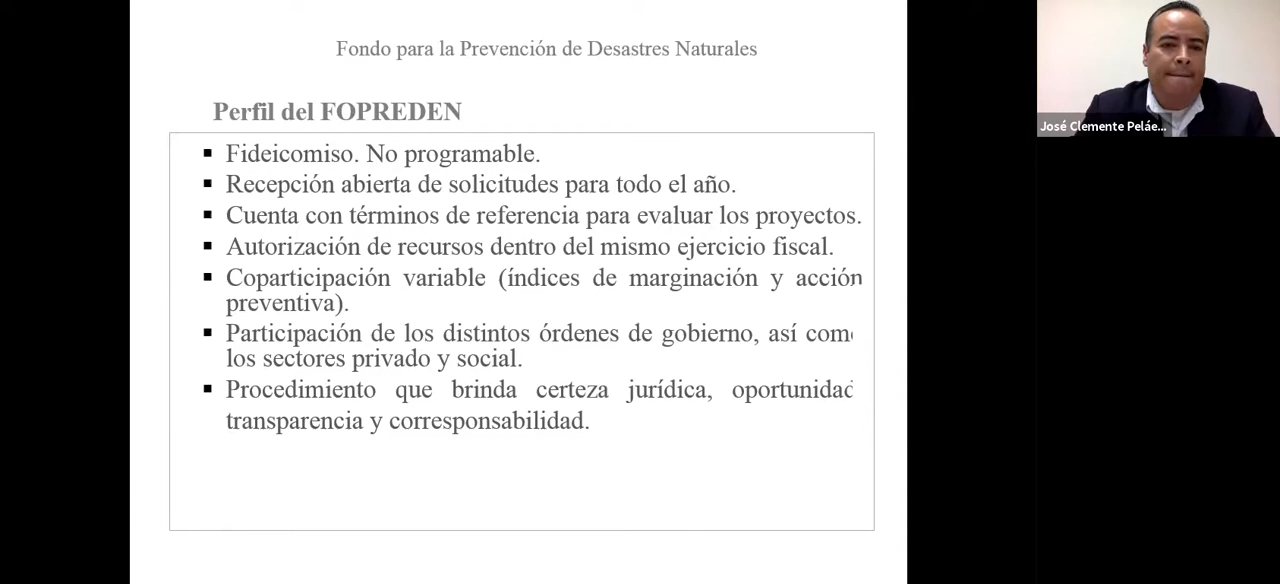 Fondo para la Prevención de Desastres Naturales
Perfil del FOPREDEN
▪ Fideicomiso. No programable.
▪ Recepción abierta de solicitudes para todo el año.
▪ Cuenta con términos de referencia para evaluar los proyectos.
▪ Autorización de recursos dentro del mismo ejercicio fiscal.
▪ Coparticipación variable (índices de marginación y acción
preventiva).
▪ Participación de los distintos órdenes de gobierno, así como
los sectores privado y social.
▪ Procedimiento que brinda certeza jurídica, oportunidad
transparencia y corresponsabilidad.
José Clemente Peláe...